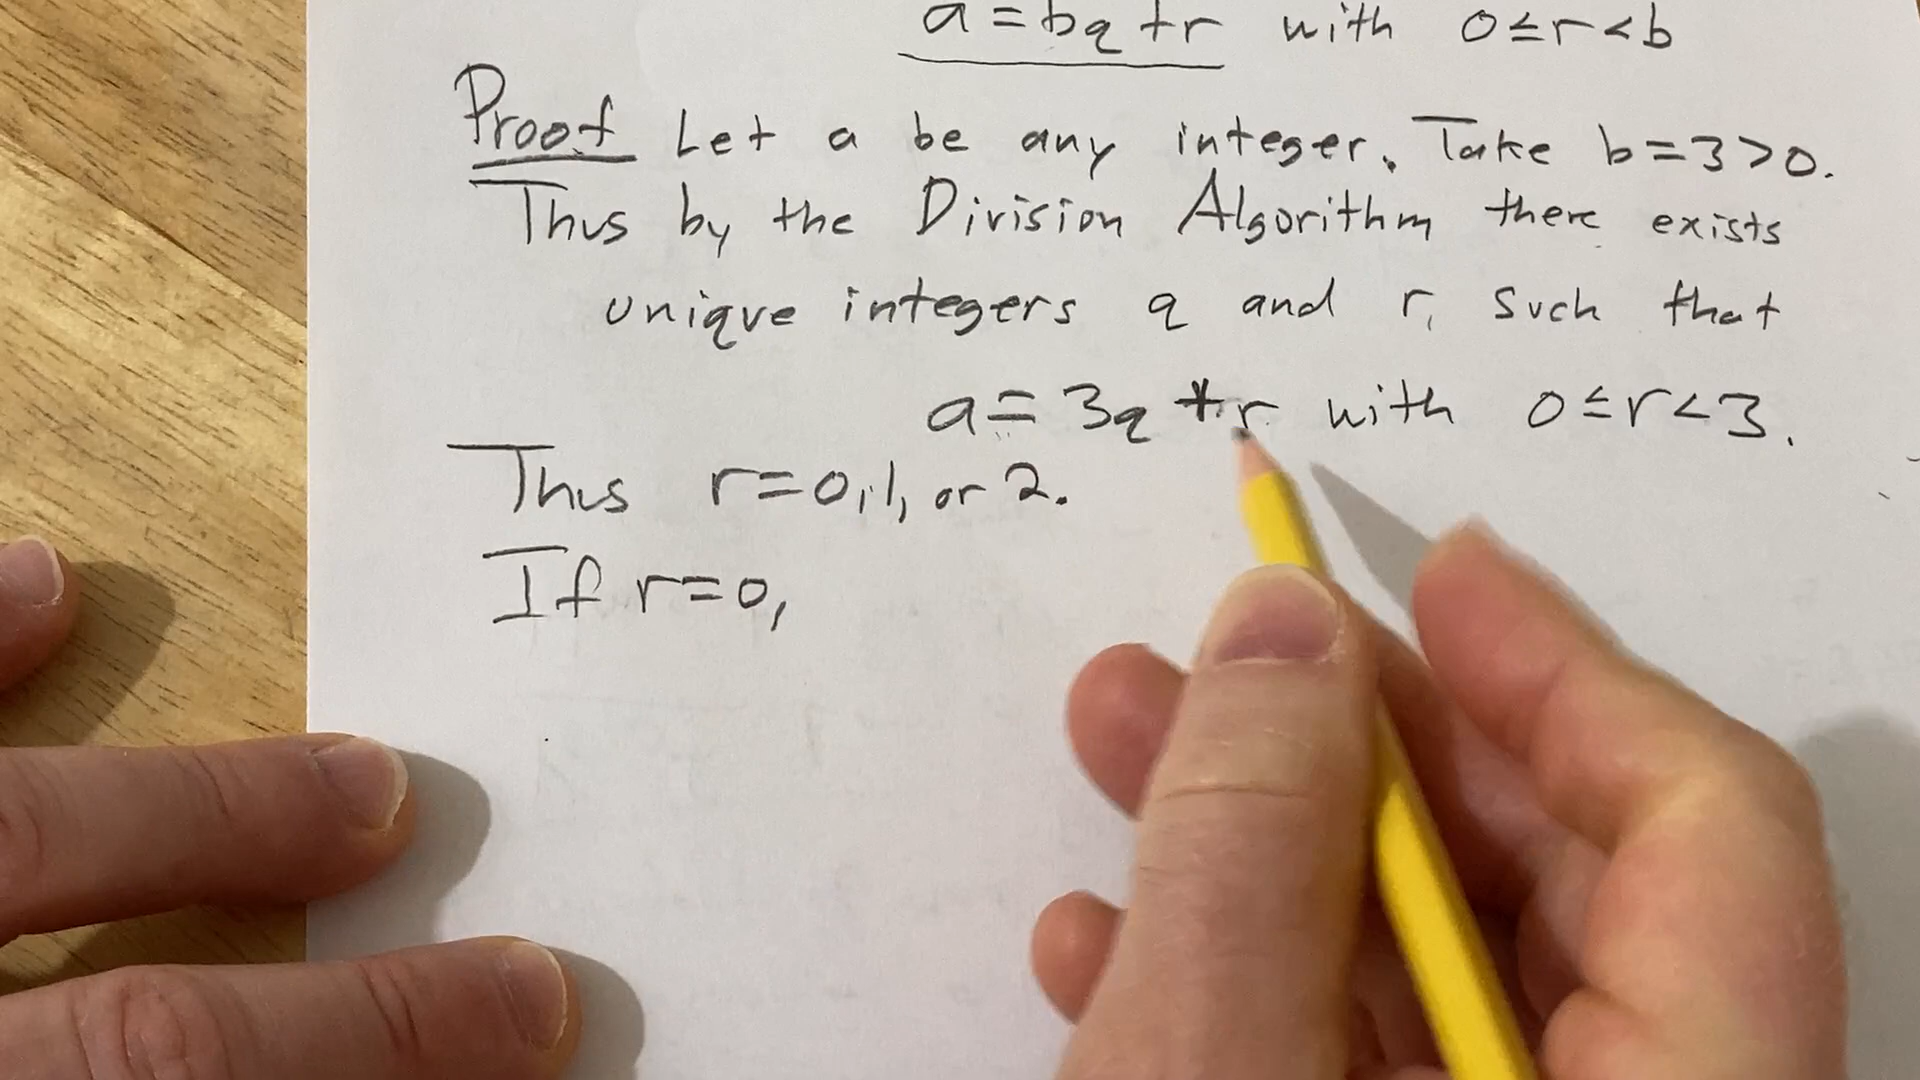 a = bq + r with 0 ≤ r < b
Proof Let a be any integer. Take b = 3 > 0.
Thus by the Division Algorithm there exists
unique integers q and r, such that
a = 3q + r with 0 ≤ r < 3.
Thus r = 0, 1, or 2.
If r = 0,